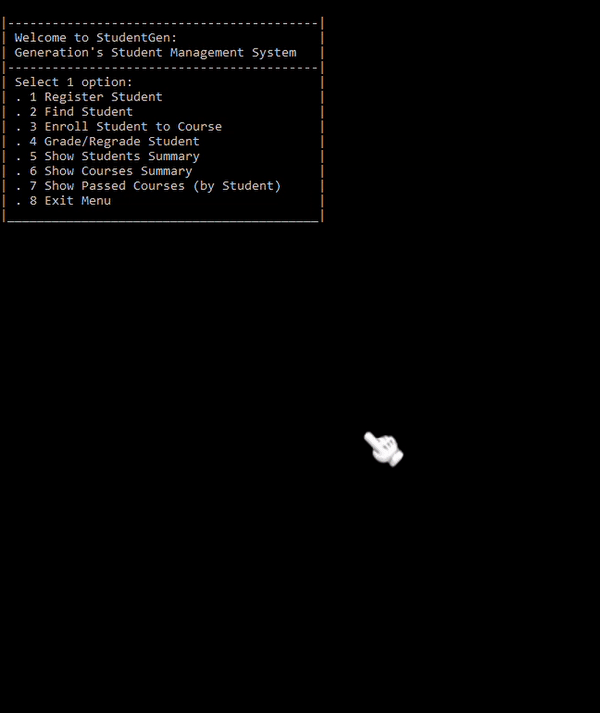 |------------------------------------------|
| Welcome to StudentGen:
| Generation's Student Management System |
|------------------------------------------|
| Select 1 option: |
| . 1 Register Student |
| . 2 Find Student |
| . 3 Enroll Student to Course |
| . 4 Grade/Regrade Student |
| . 5 Show Students Summary |
| . 6 Show Courses Summary |
| . 7 Show Passed Courses (by Student) |
| . 8 Exit Menu |
|__________________________________________|